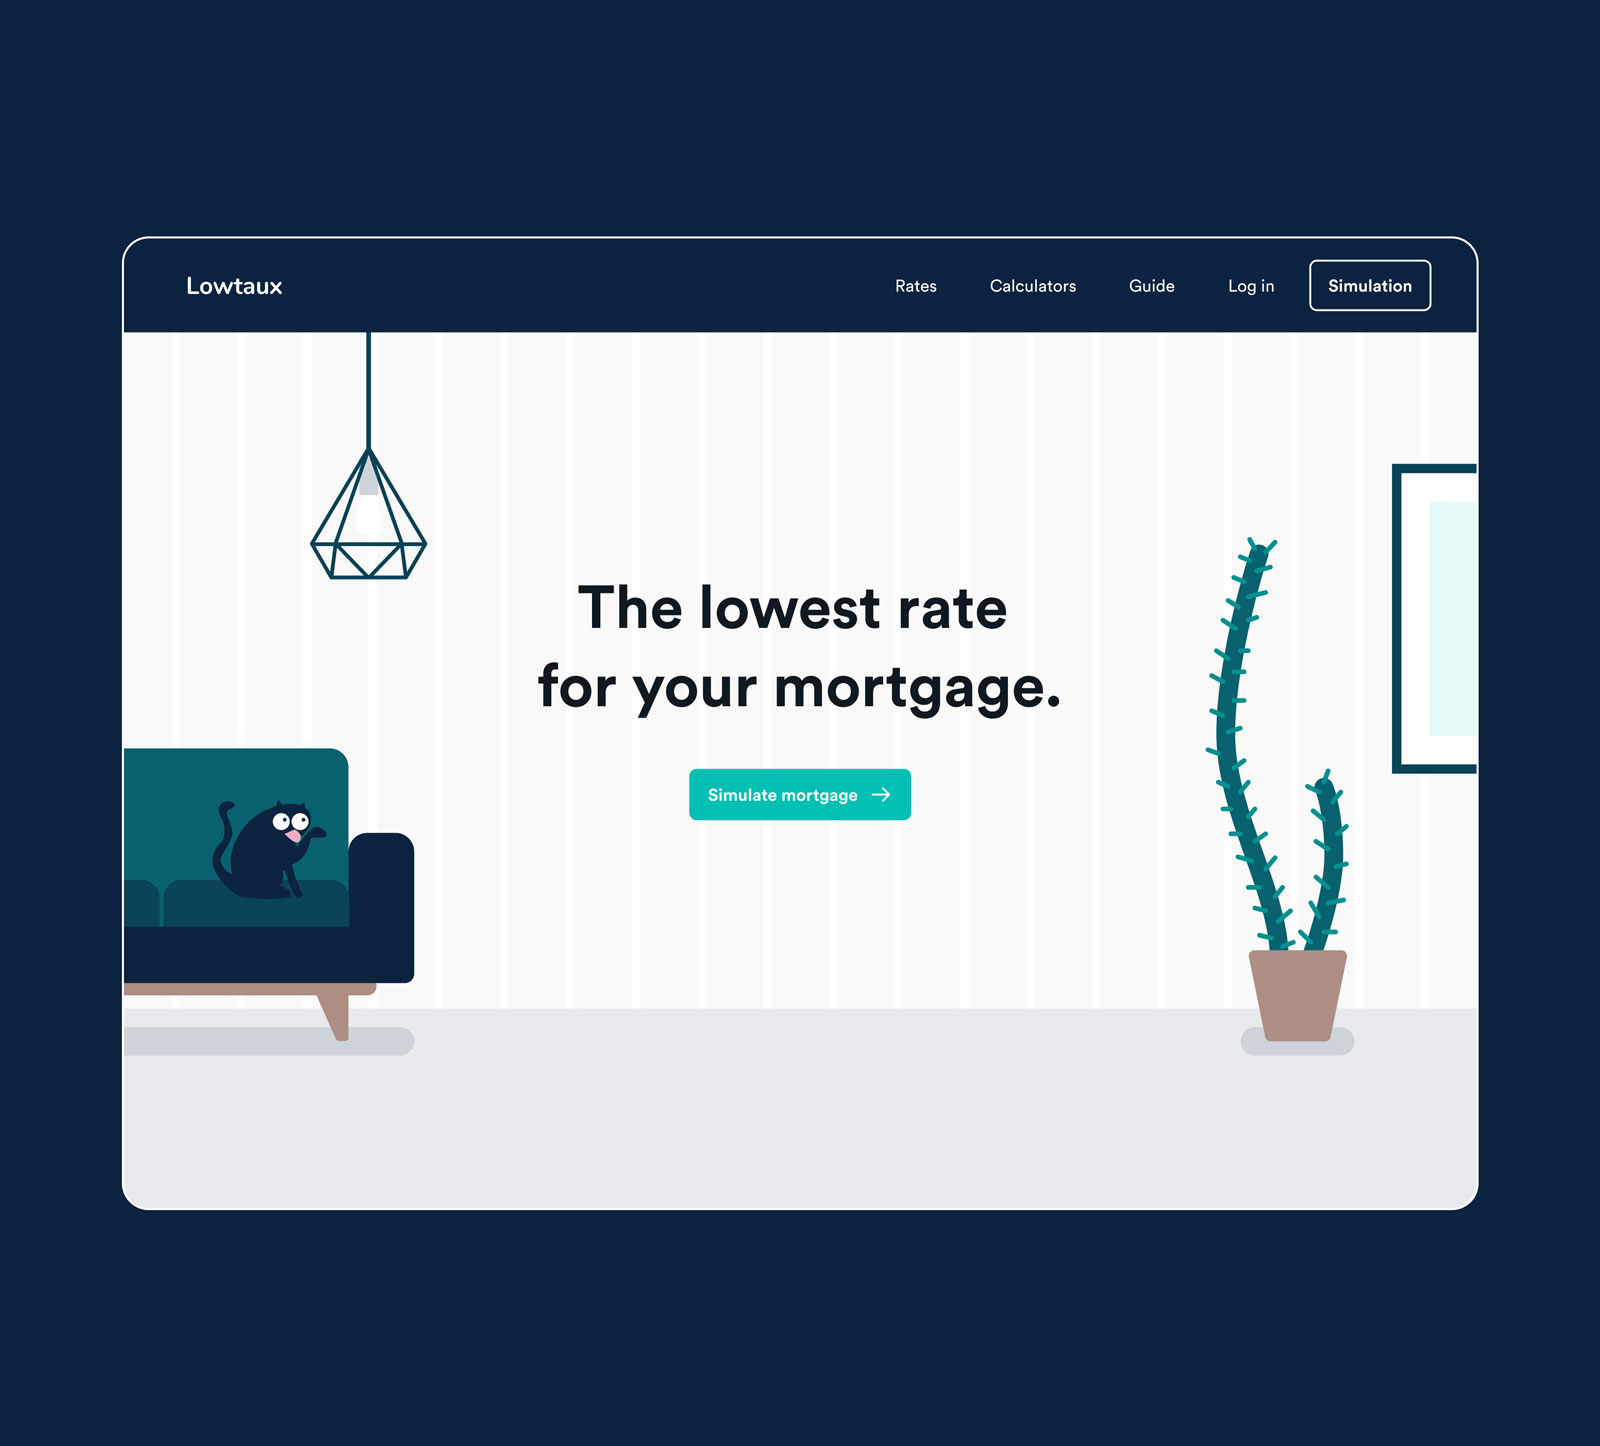 Lowtaux
Rates
Calculators
Guide
Log in
Simulation
The lowest rate
for your mortgage.
Simulate mortgage →